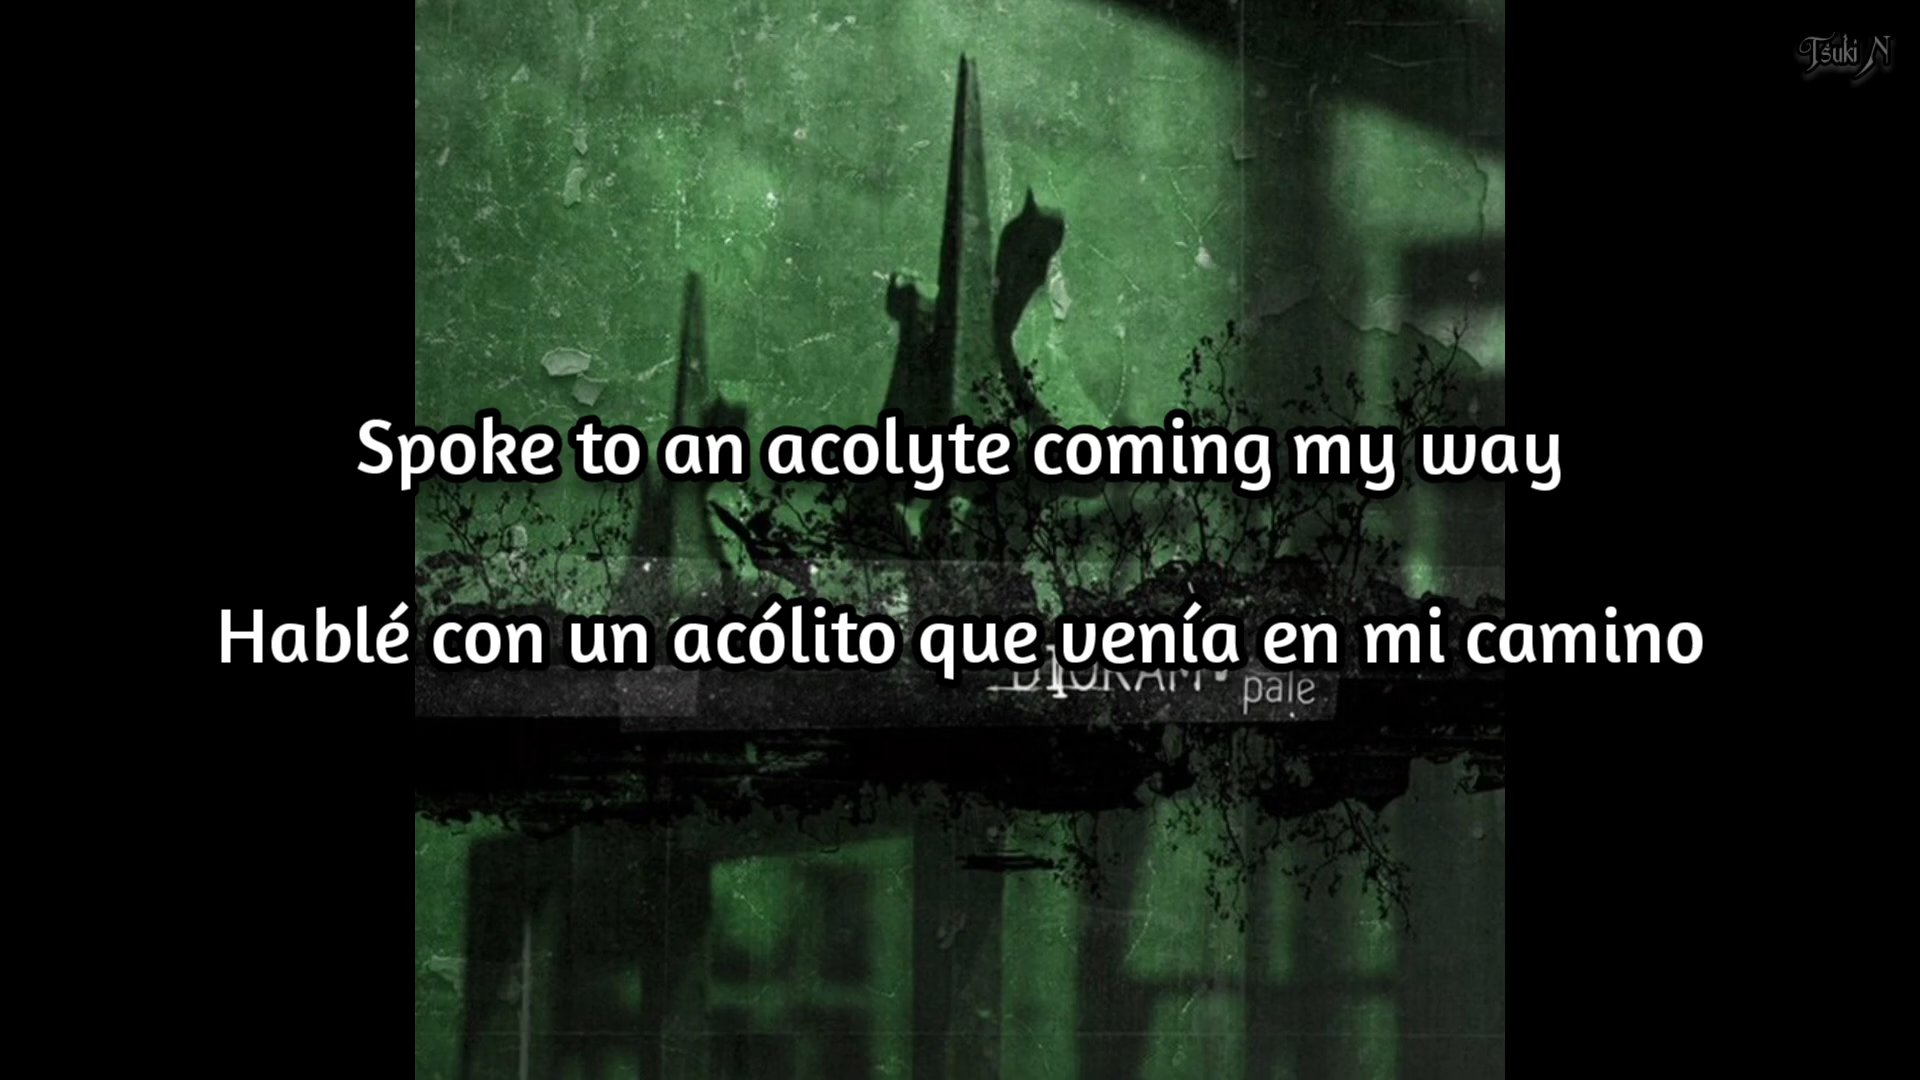 Tsuki N
Spoke to an acolyte coming my way
Hablé con un acólito que venía en mi camino
pale